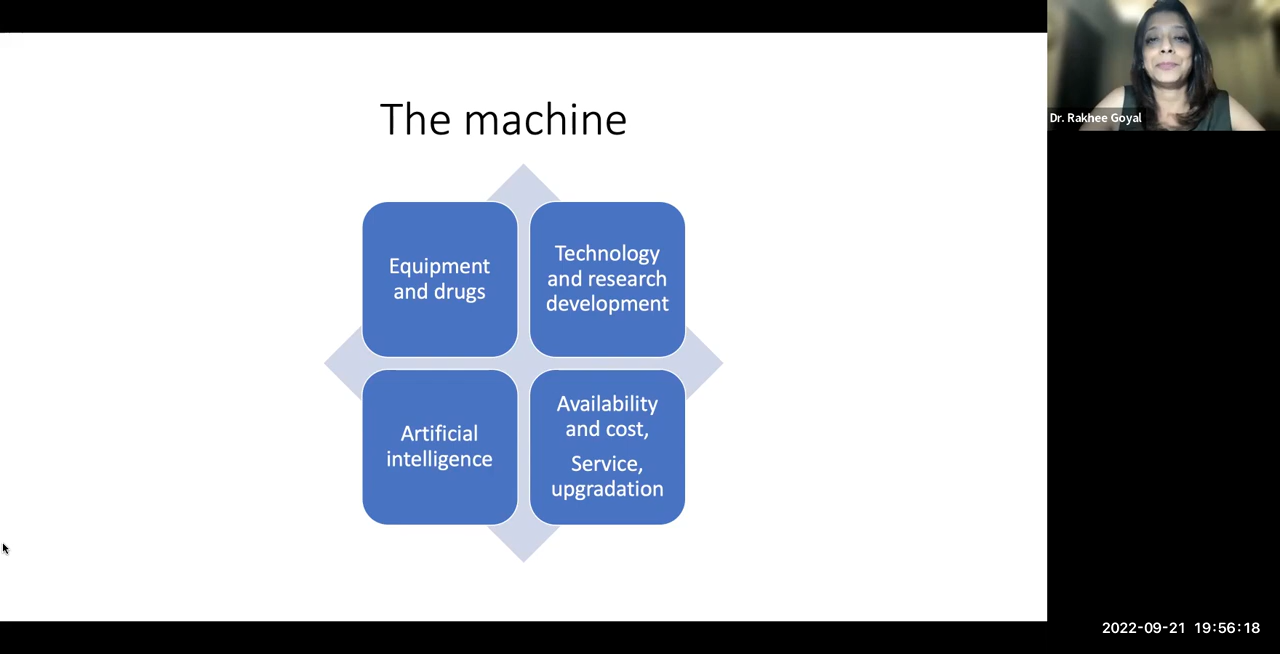 The machine
Equipment
and drugs
Technology
and research
development
Artificial
intelligence
Availability
and cost,
Service,
upgradation
Dr. Rakhee Goyal
2022-09-21 19:56:18